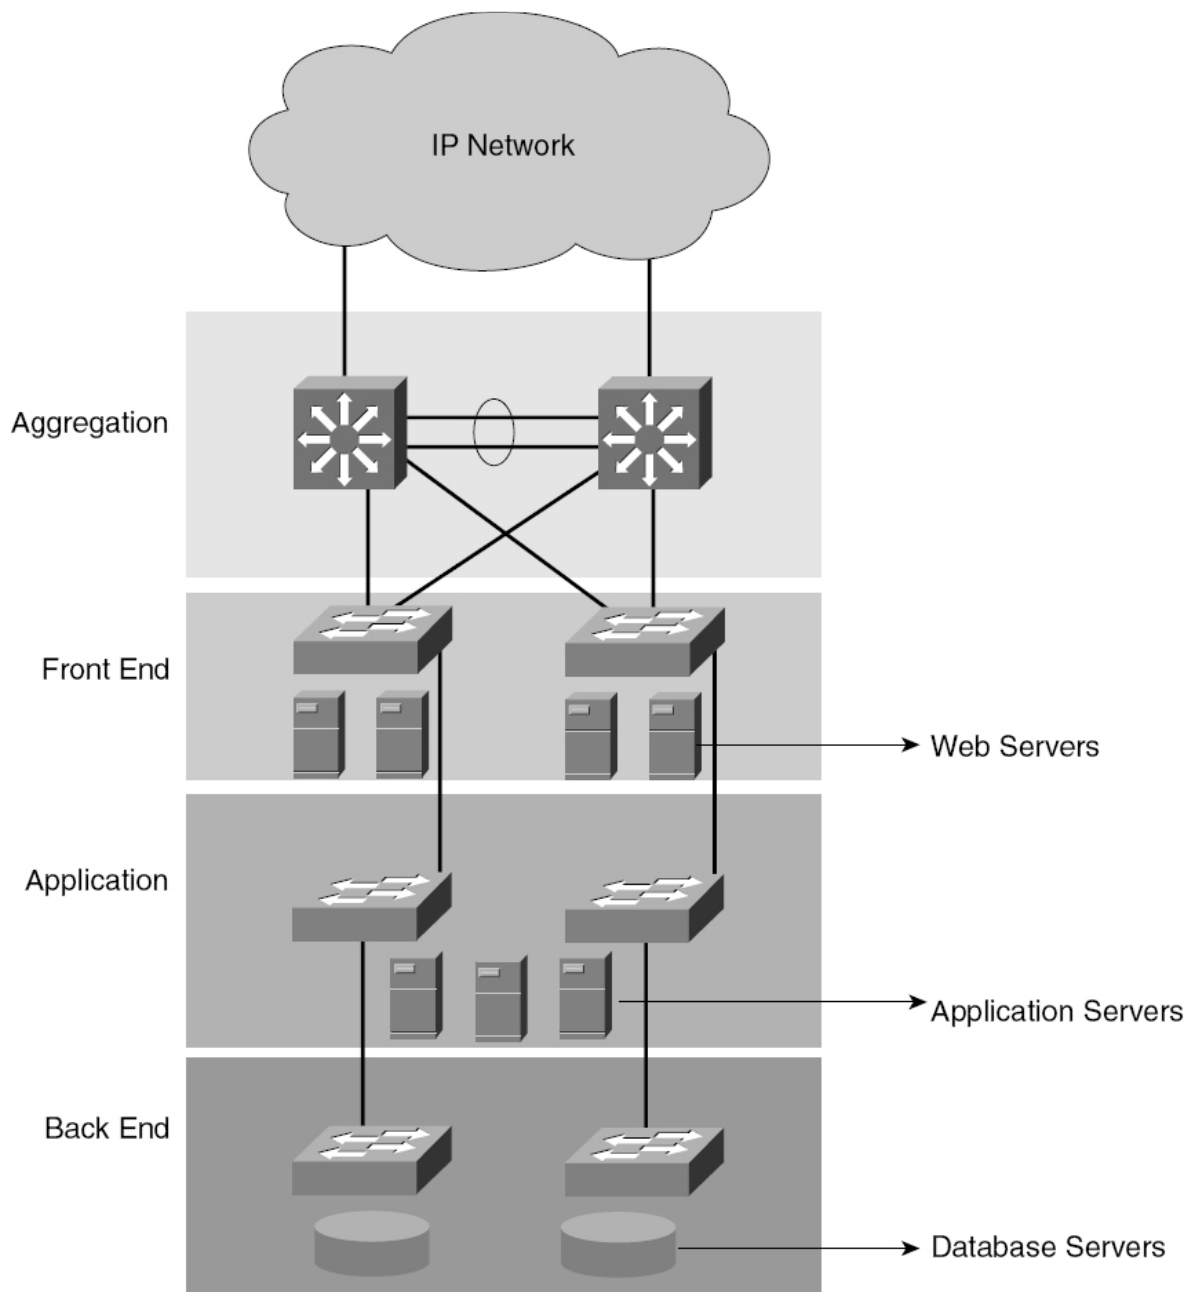 IP Network
Aggregation
Front End
Web Servers
Application
Application Servers
Back End
Database Servers